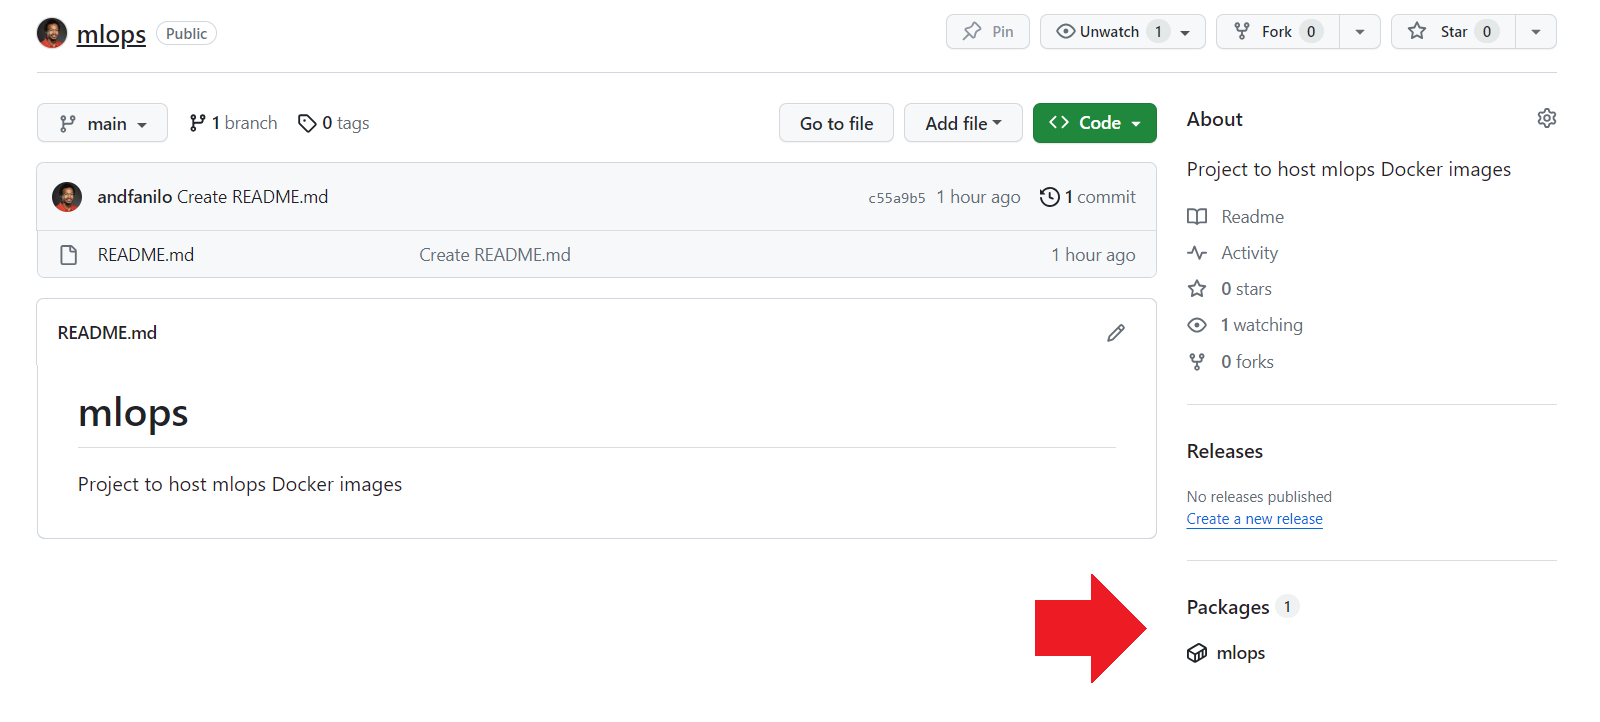 mlops Public Pin Unwatch 1 Fork 0 Star 0
main 1 branch 0 tags Go to file Add file Code
andfanilo Create README.md c55a9b5 1 hour ago 1 commit
README.md Create README.md 1 hour ago
README.md
mlops
Project to host mlops Docker images
About
Project to host mlops Docker images
Readme
Activity
0 stars
1 watching
0 forks
Releases
No releases published
Create a new release
Packages 1
mlops